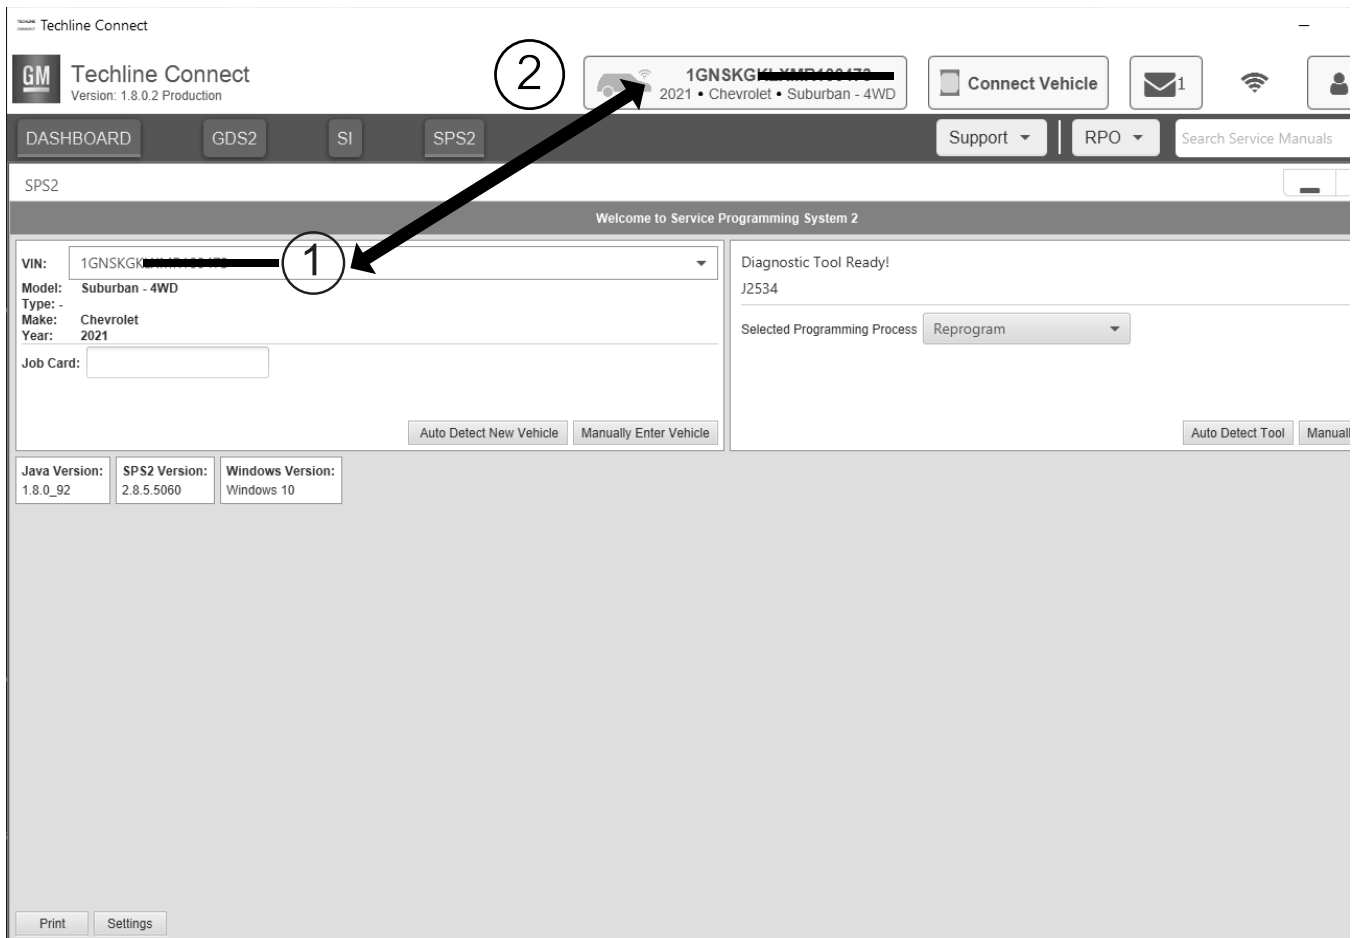 TECHLINE CONNECT Techline Connect
GM
Techline Connect
Version: 1.8.0.2 Production
2
1GNSKG
2021 • Chevrolet • Suburban - 4WD
Connect Vehicle
1
DASHBOARD GDS2 SI SPS2
Support RPO Search Service Manuals
SPS2
Welcome to Service Programming System 2
VIN: 1GNSKGK
1
Model: Suburban - 4WD
Type: -
Make: Chevrolet
Year: 2021
Job Card:
Auto Detect New Vehicle Manually Enter Vehicle
Diagnostic Tool Ready!
J2534
Selected Programming Process Reprogram
Auto Detect Tool Manuall
Java Version:
1.8.0_92
SPS2 Version:
2.8.5.5060
Windows Version:
Windows 10
Print Settings